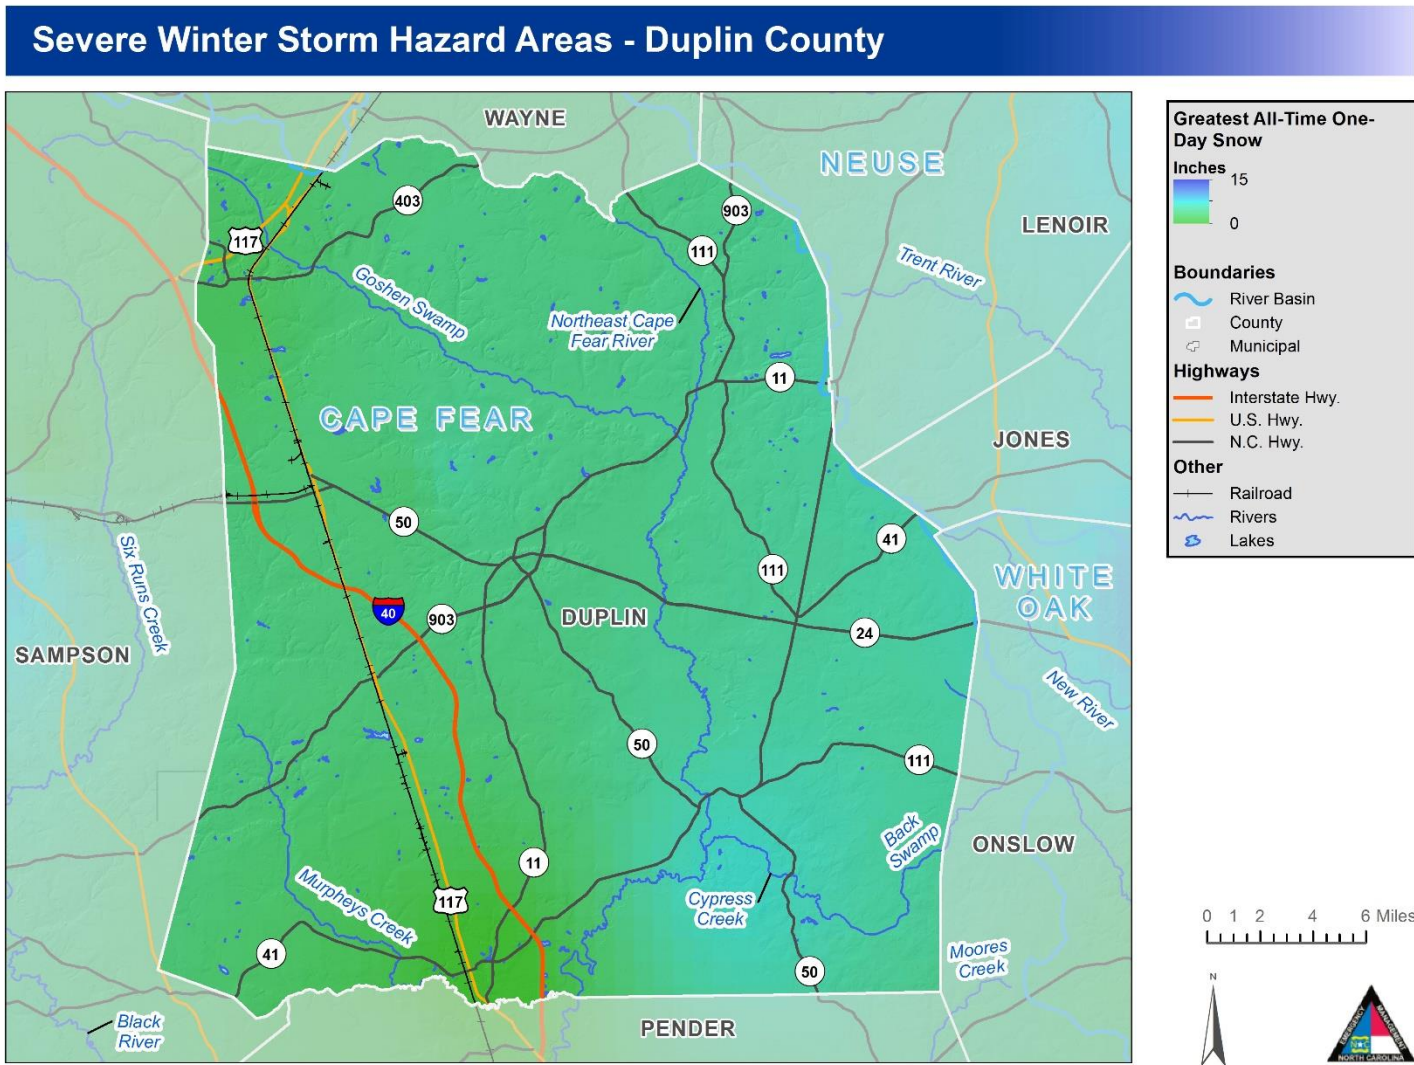 Severe Winter Storm Hazard Areas - Duplin County
WAYNE
NEUSE
LENOIR
403
903
117
111
Trent River
Goshen Swamp
Northeast Cape
Fear River
11
CAPE FEAR
JONES
50
41
Six Runs Creek
111
WHITE
OAK
40
903
DUPLIN
24
SAMPSON
New River
50
111
Back
Swamp
ONSLOW
11
Murpheys Creek
117
Cypress
Creek
41
50
Moores
Creek
Black
River
PENDER
Greatest All-Time One-
Day Snow
Inches
15
0
Boundaries
River Basin
County
Municipal
Highways
Interstate Hwy.
U.S. Hwy.
N.C. Hwy.
Other
Railroad
Rivers
Lakes
0 1 2 4 6 Miles
N
EMERGENCY
MANAGEMENT
NORTH CAROLINA